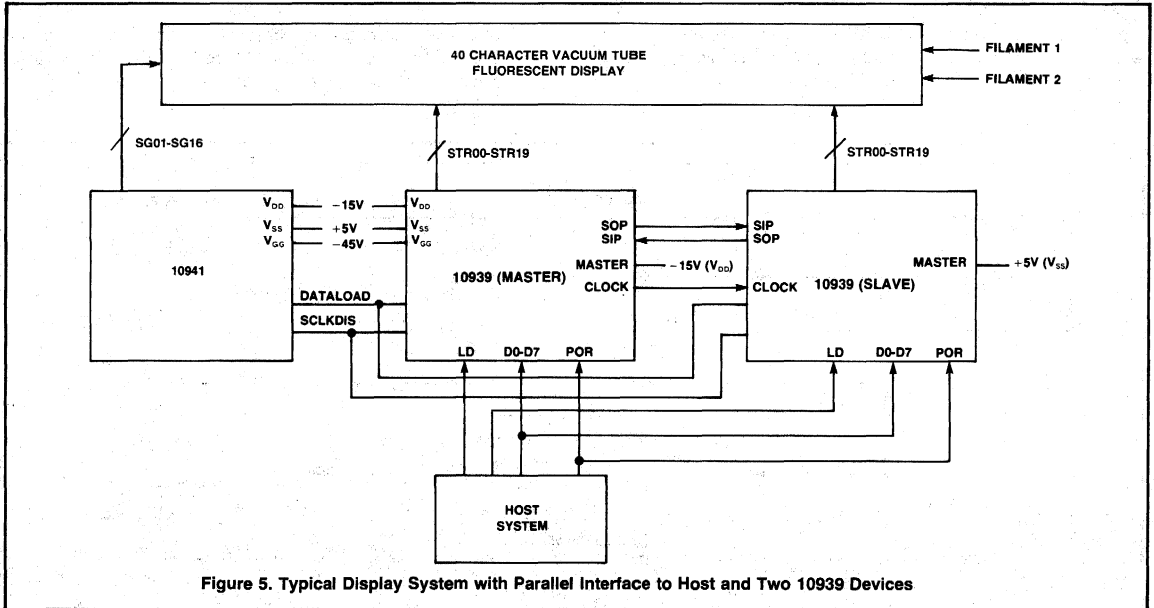 40 CHARACTER VACUUM TUBE
FLUORESCENT DISPLAY
FILAMENT 1
FILAMENT 2
SG01-SG16
STR00-STR19
STR00-STR19
10941
VDD
VSS
VGG
−15V
+5V
−45V
DATALOAD
SCLKDIS
VDD
VSS
VGG
10939 (MASTER)
SOP
SIP
MASTER
CLOCK
−15V (VDD)
LD
D0-D7
POR
SIP
SOP
CLOCK
MASTER
10939 (SLAVE)
+5V (VSS)
LD
D0-D7
POR
HOST
SYSTEM
Figure 5. Typical Display System with Parallel Interface to Host and Two 10939 Devices